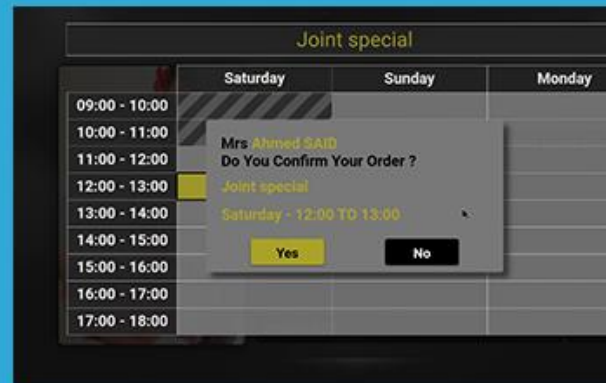 Joint special
Saturday Sunday Monday
09:00 - 10:00
10:00 - 11:00
11:00 - 12:00
12:00 - 13:00
13:00 - 14:00
14:00 - 15:00
15:00 - 16:00
16:00 - 17:00
17:00 - 18:00
Mrs Ahmed SAID
Do You Confirm Your Order ?
Joint special
Saturday - 12:00 TO 13:00
Yes No